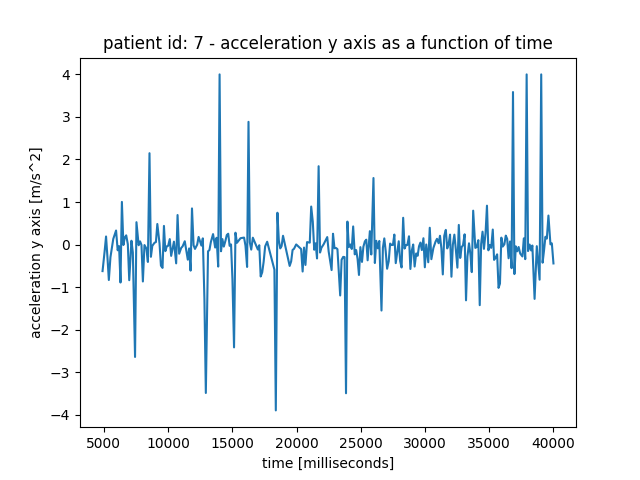 patient id: 7 - acceleration y axis as a function of time
acceleration y axis [m/s^2]
4
3
2
1
0
−1
−2
−3
−4
5000 10000 15000 20000 25000 30000 35000 40000
time [milliseconds]